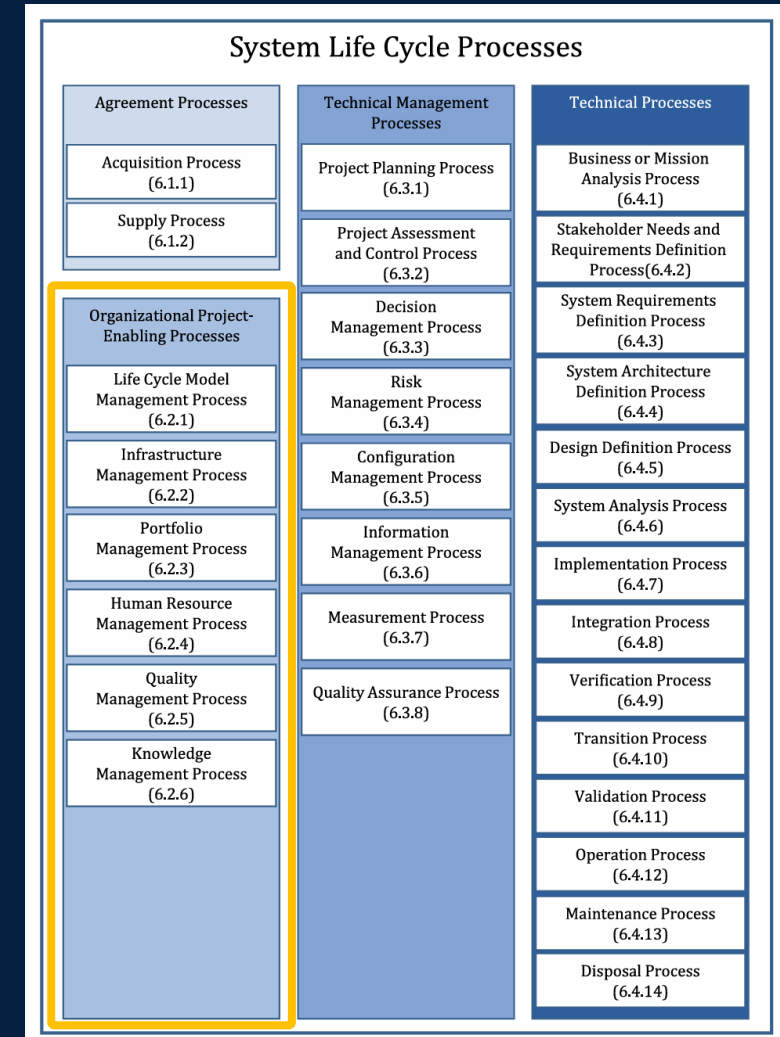 System Life Cycle Processes
Agreement Processes
Acquisition Process
(6.1.1)
Supply Process
(6.1.2)
Organizational Project-
Enabling Processes
Life Cycle Model
Management Process
(6.2.1)
Infrastructure
Management Process
(6.2.2)
Portfolio
Management Process
(6.2.3)
Human Resource
Management Process
(6.2.4)
Quality
Management Process
(6.2.5)
Knowledge
Management Process
(6.2.6)
Technical Management
Processes
Project Planning Process
(6.3.1)
Project Assessment
and Control Process
(6.3.2)
Decision
Management Process
(6.3.3)
Risk
Management Process
(6.3.4)
Configuration
Management Process
(6.3.5)
Information
Management Process
(6.3.6)
Measurement Process
(6.3.7)
Quality Assurance Process
(6.3.8)
Technical Processes
Business or Mission
Analysis Process
(6.4.1)
Stakeholder Needs and
Requirements Definition
Process(6.4.2)
System Requirements
Definition Process
(6.4.3)
System Architecture
Definition Process
(6.4.4)
Design Definition Process
(6.4.5)
System Analysis Process
(6.4.6)
Implementation Process
(6.4.7)
Integration Process
(6.4.8)
Verification Process
(6.4.9)
Transition Process
(6.4.10)
Validation Process
(6.4.11)
Operation Process
(6.4.12)
Maintenance Process
(6.4.13)
Disposal Process
(6.4.14)